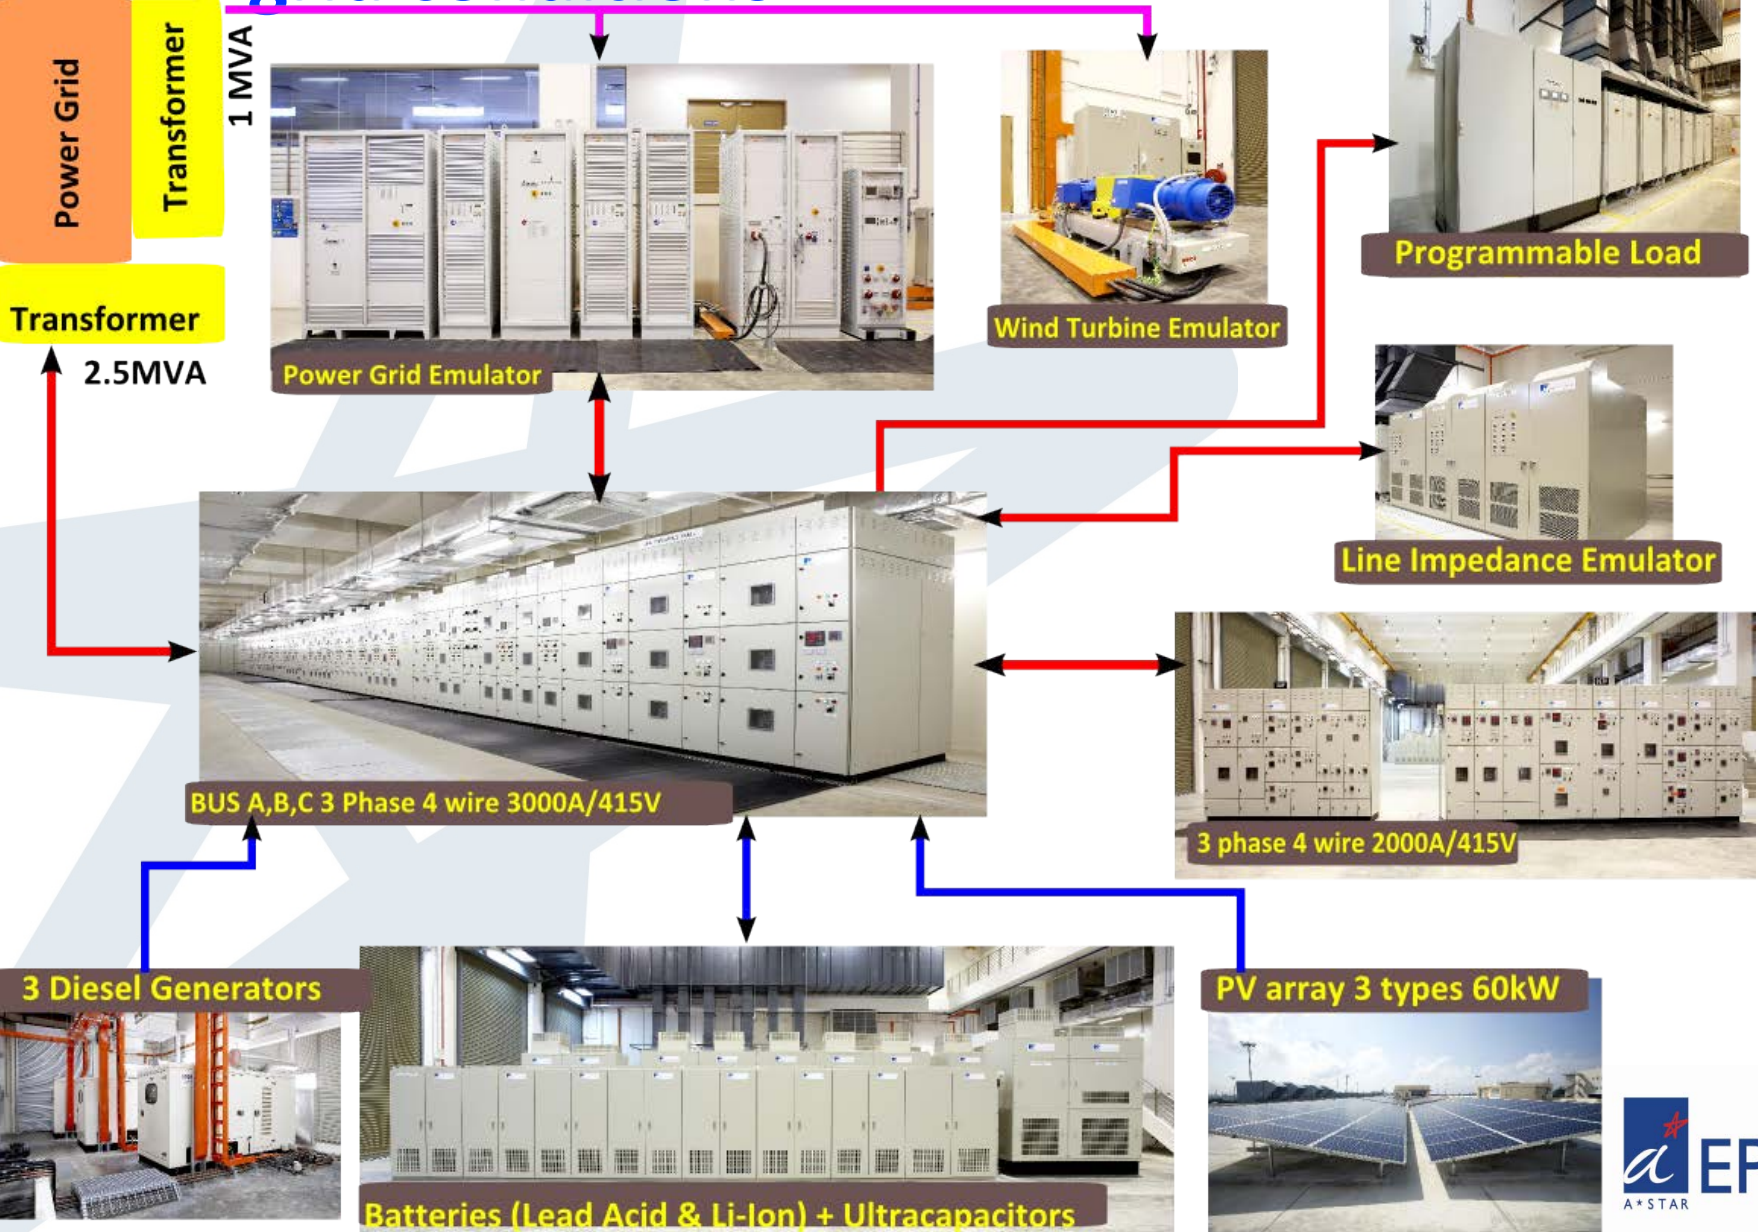 Power Grid
Transformer
1 MVA
Transformer
2.5MVA
Power Grid Emulator
Wind Turbine Emulator
Programmable Load
Line Impedance Emulator
BUS A,B,C 3 Phase 4 wire 3000A/415V
3 phase 4 wire 2000A/415V
3 Diesel Generators
Batteries (Lead Acid & Li-Ion) + Ultracapacitors
PV array 3 types 60kW
A*STAR